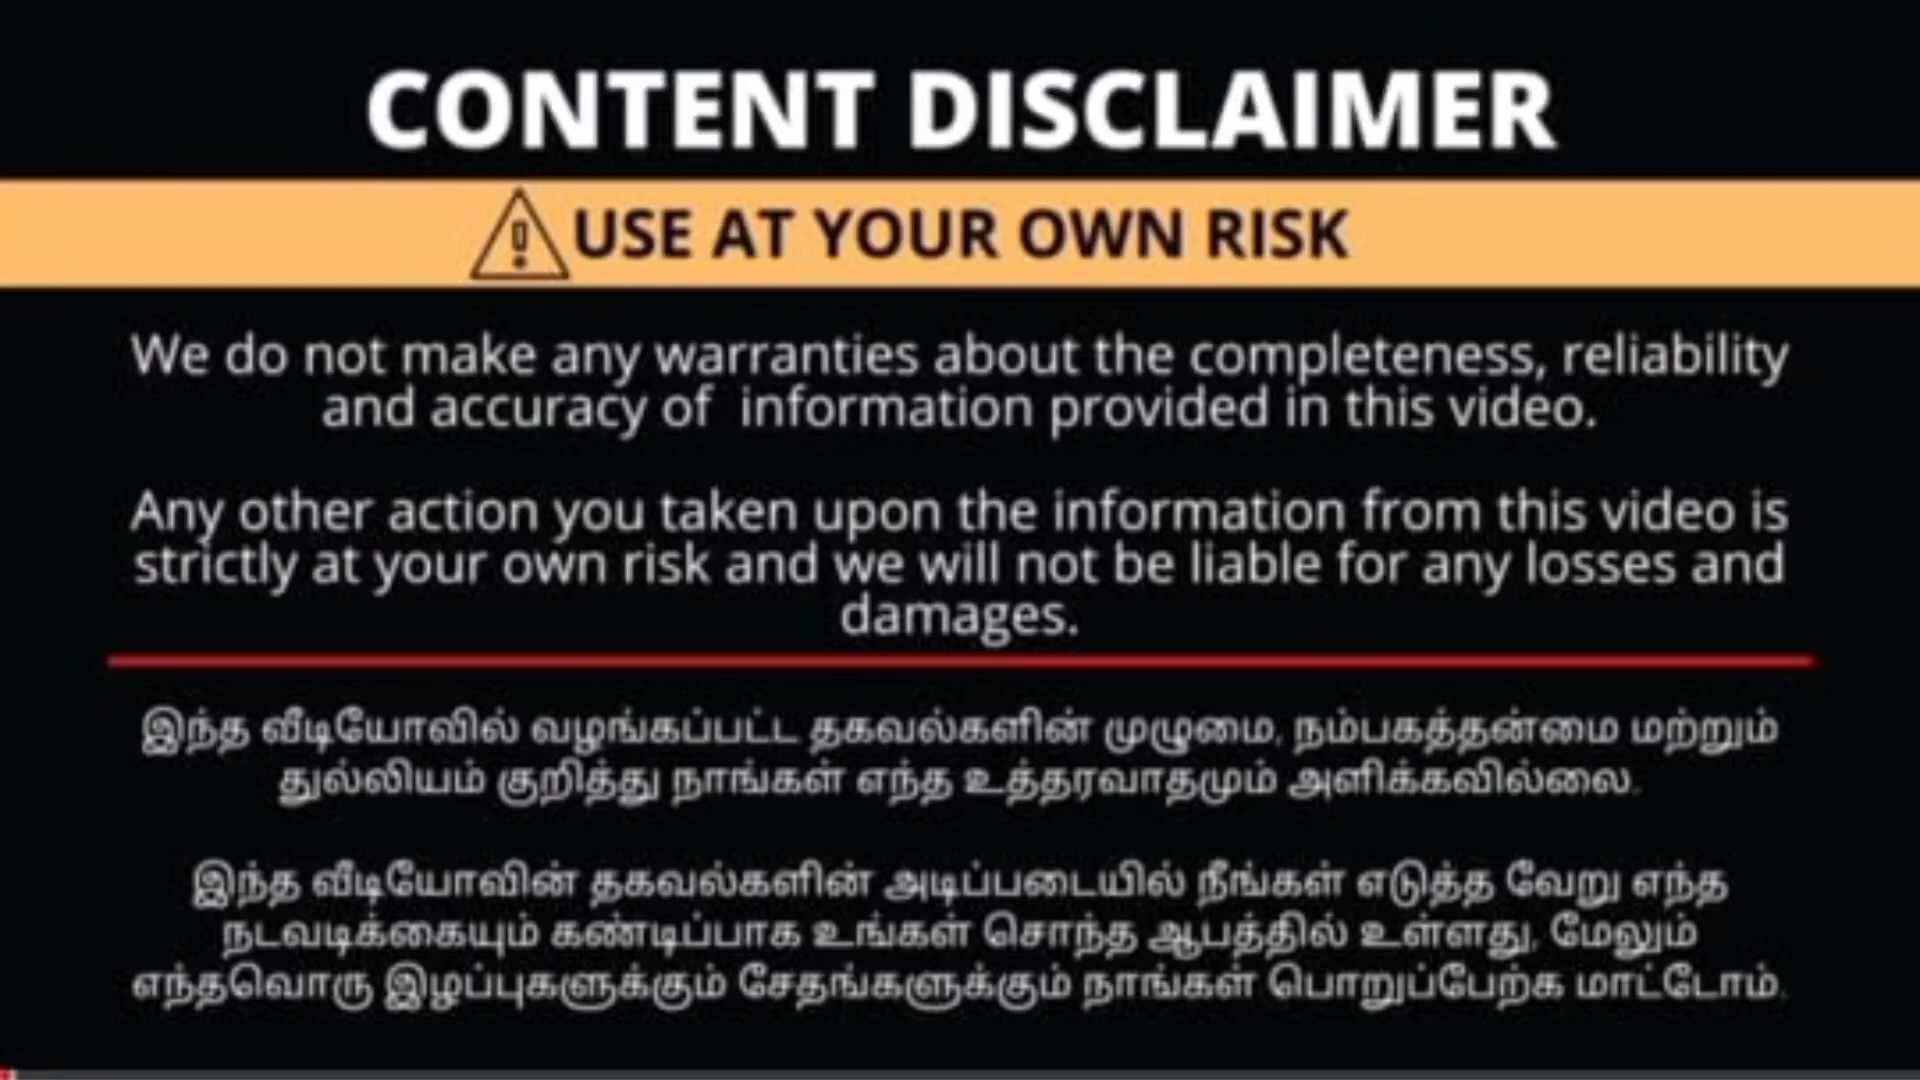 CONTENT DISCLAIMER
USE AT YOUR OWN RISK
We do not make any warranties about the completeness, reliability
and accuracy of information provided in this video.
Any other action you taken upon the information from this video is
strictly at your own risk and we will not be liable for any losses and
damages.
இந்த வீடியோவில் வழங்கப்பட்ட தகவல்களின் முழுமை, நம்பகத்தன்மை மற்றும்
துல்லியம் குறித்து நாங்கள் எந்த உத்தரவாதமும் அளிக்கவில்லை.
இந்த வீடியோவின் தகவல்களின் அடிப்படையில் நீங்கள் எடுத்த வேறு எந்த
நடவடிக்கையும் கண்டிப்பாக உங்கள் சொந்த ஆபத்தில் உள்ளது, மேலும்
எந்தவொரு இழப்புகளுக்கும் சேதங்களுக்கும் நாங்கள் பொறுப்பேற்க மாட்டோம்.